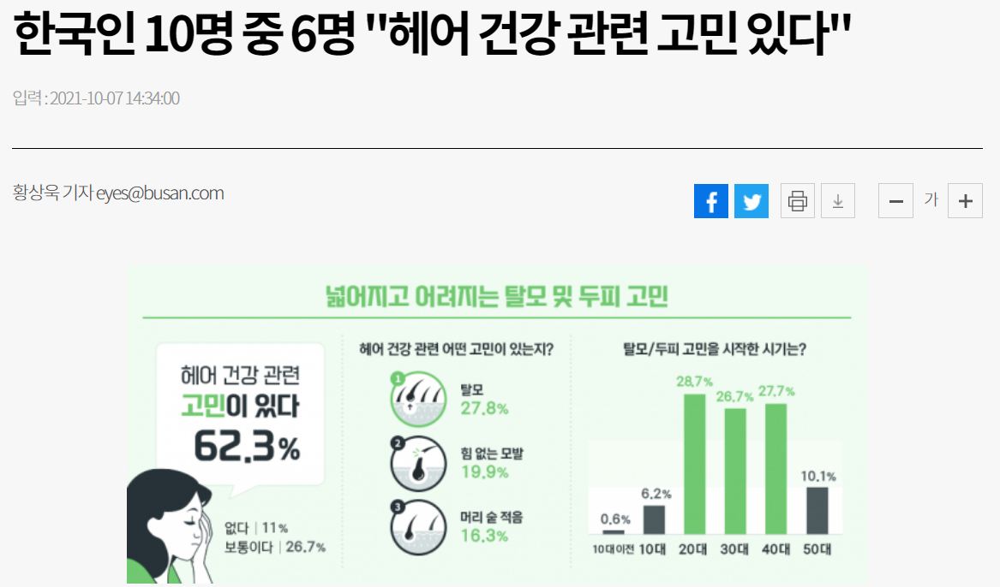 한국인 10명 중 6명 "헤어 건강 관련 고민 있다"
입력 : 2021-10-07 14:34:00
황상욱 기자 eyes@busan.com
가
넓어지고 어려지는 탈모 및 두피 고민
헤어 건강 관련
고민이 있다
62.3%
없다 | 11%
보통이다 | 26.7%
헤어 건강 관련 어떤 고민이 있는지?
1
탈모
27.8%
2
힘 없는 모발
19.9%
3
머리 숱 적음
16.3%
탈모/두피 고민을 시작한 시기는?
28.7%
26.7%
27.7%
10.1%
6.2%
0.6%
10대 이전 10대 20대 30대 40대 50대